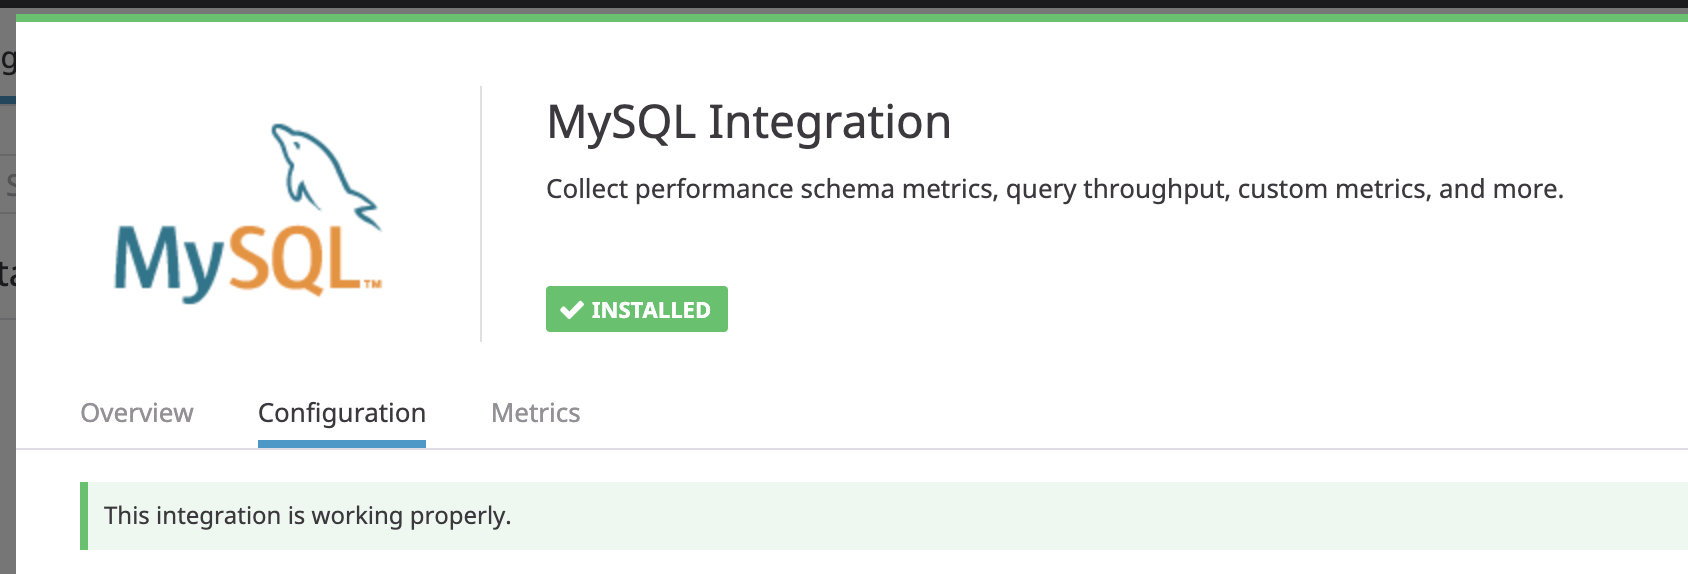 MySQL Integration
Collect performance schema metrics, query throughput, custom metrics, and more.
MySQL™
INSTALLED
Overview Configuration Metrics
This integration is working properly.